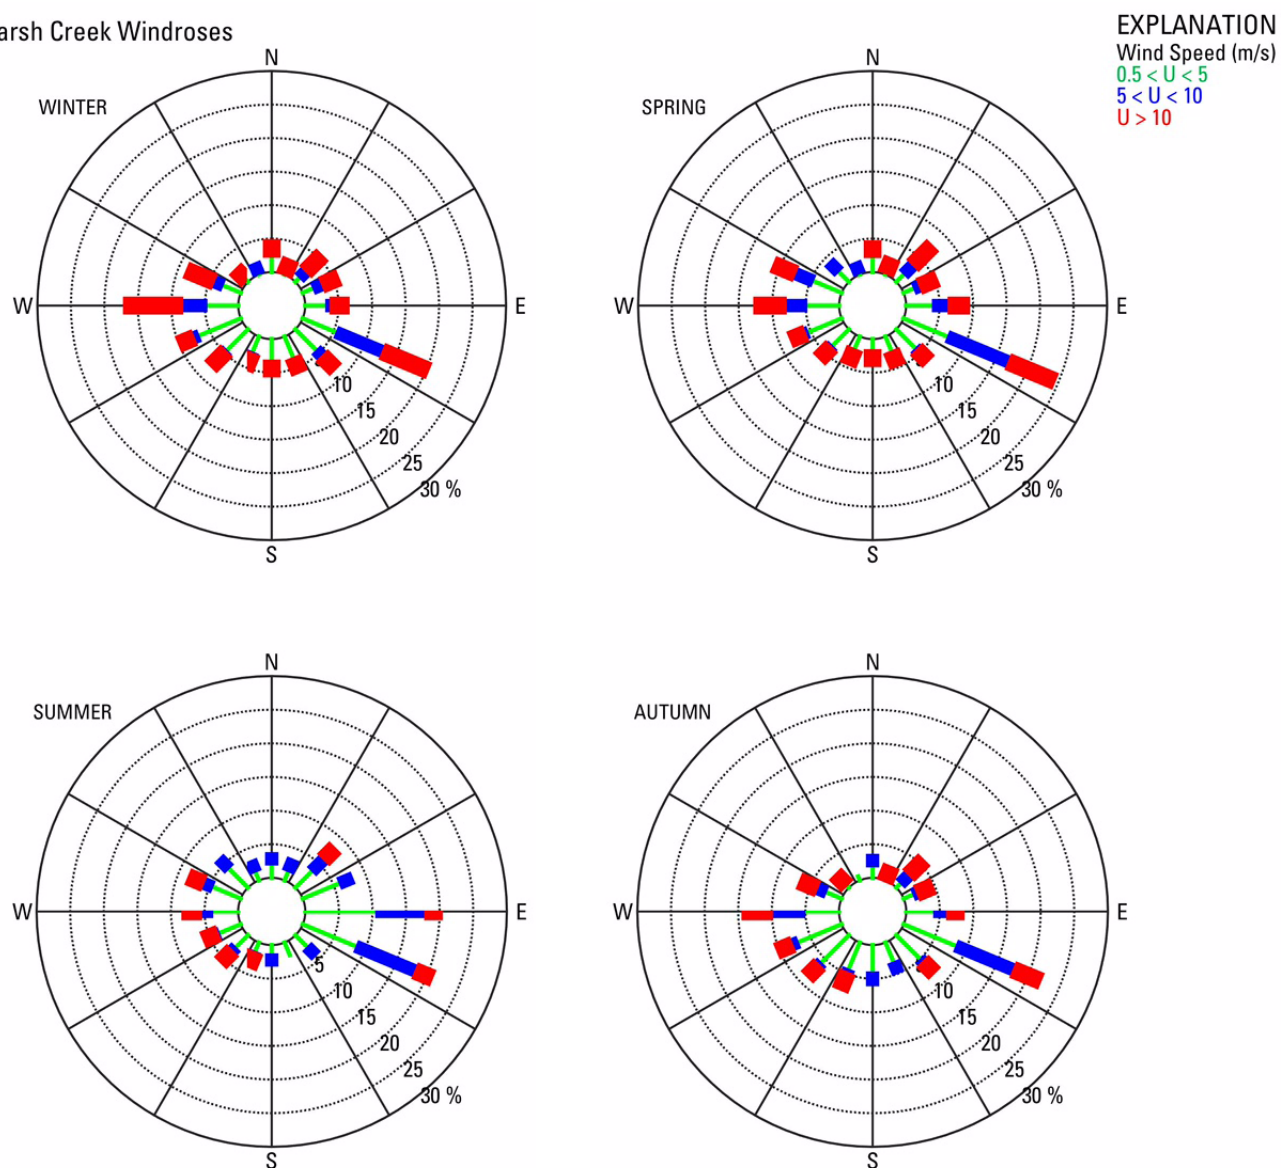 arsh Creek Windroses
EXPLANATION
Wind Speed (m/s)
0.5 < U < 5
5 < U < 10
U > 10
WINTER
N
W
E
S
10
15
20
25
30 %
SPRING
N
W
E
S
10
15
20
25
30 %
SUMMER
N
W
E
S
5
10
15
20
25
30 %
AUTUMN
N
W
E
S
10
15
20
25
30 %